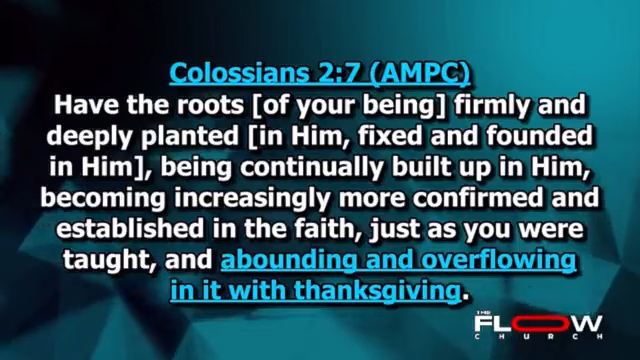 Colossians 2:7 (AMPC)
Have the roots [of your being] firmly and
deeply planted [in Him, fixed and founded
in Him], being continually built up in Him,
becoming increasingly more confirmed and
established in the faith, just as you were
taught, and abounding and overflowing
in it with thanksgiving.
THE
FLOW
CHURCH